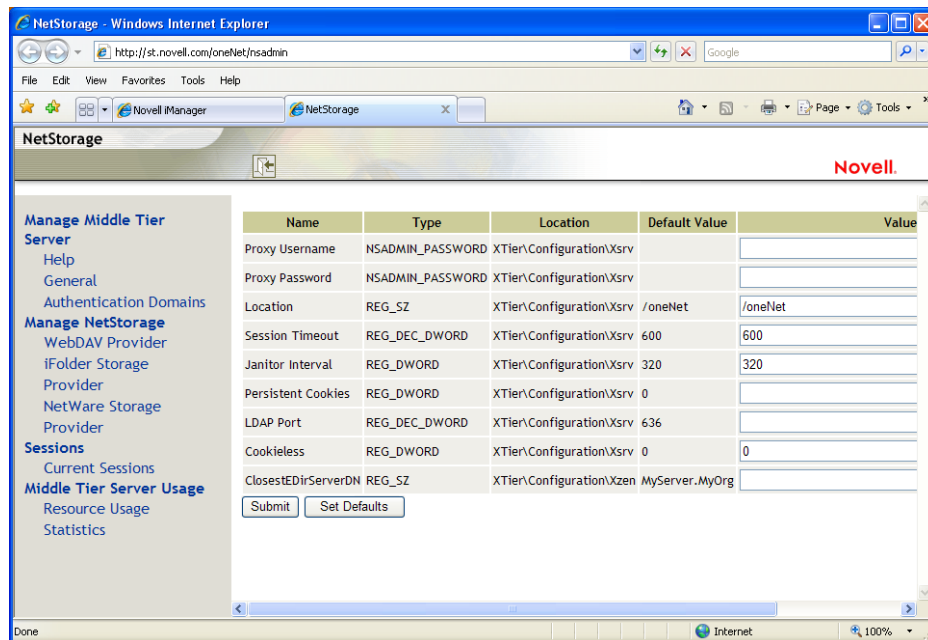 NetStorage - Windows Internet Explorer
http://st.novell.com/oneNet/nsadmin
Google
File Edit View Favorites Tools Help
Novell iManager
NetStorage
Page Tools
NetStorage
Novell.
Manage Middle Tier
Server
Help
General
Authentication Domains
Manage NetStorage
WebDAV Provider
iFolder Storage
Provider
NetWare Storage
Provider
Sessions
Current Sessions
Middle Tier Server Usage
Resource Usage
Statistics
Name Type Location Default Value Value
Proxy Username NSADMIN_PASSWORD XTier\Configuration\Xsrv
Proxy Password NSADMIN_PASSWORD XTier\Configuration\Xsrv
Location REG_SZ XTier\Configuration\Xsrv /oneNet /oneNet
Session Timeout REG_DEC_DWORD XTier\Configuration\Xsrv 600 600
Janitor Interval REG_DWORD XTier\Configuration\Xsrv 320 320
Persistent Cookies REG_DWORD XTier\Configuration\Xsrv 0
LDAP Port REG_DEC_DWORD XTier\Configuration\Xsrv 636
Cookieless REG_DWORD XTier\Configuration\Xsrv 0 0
ClosestEDirServerDN REG_SZ XTier\Configuration\Xzen MyServer.MyOrg
Submit Set Defaults
Done Internet 100%